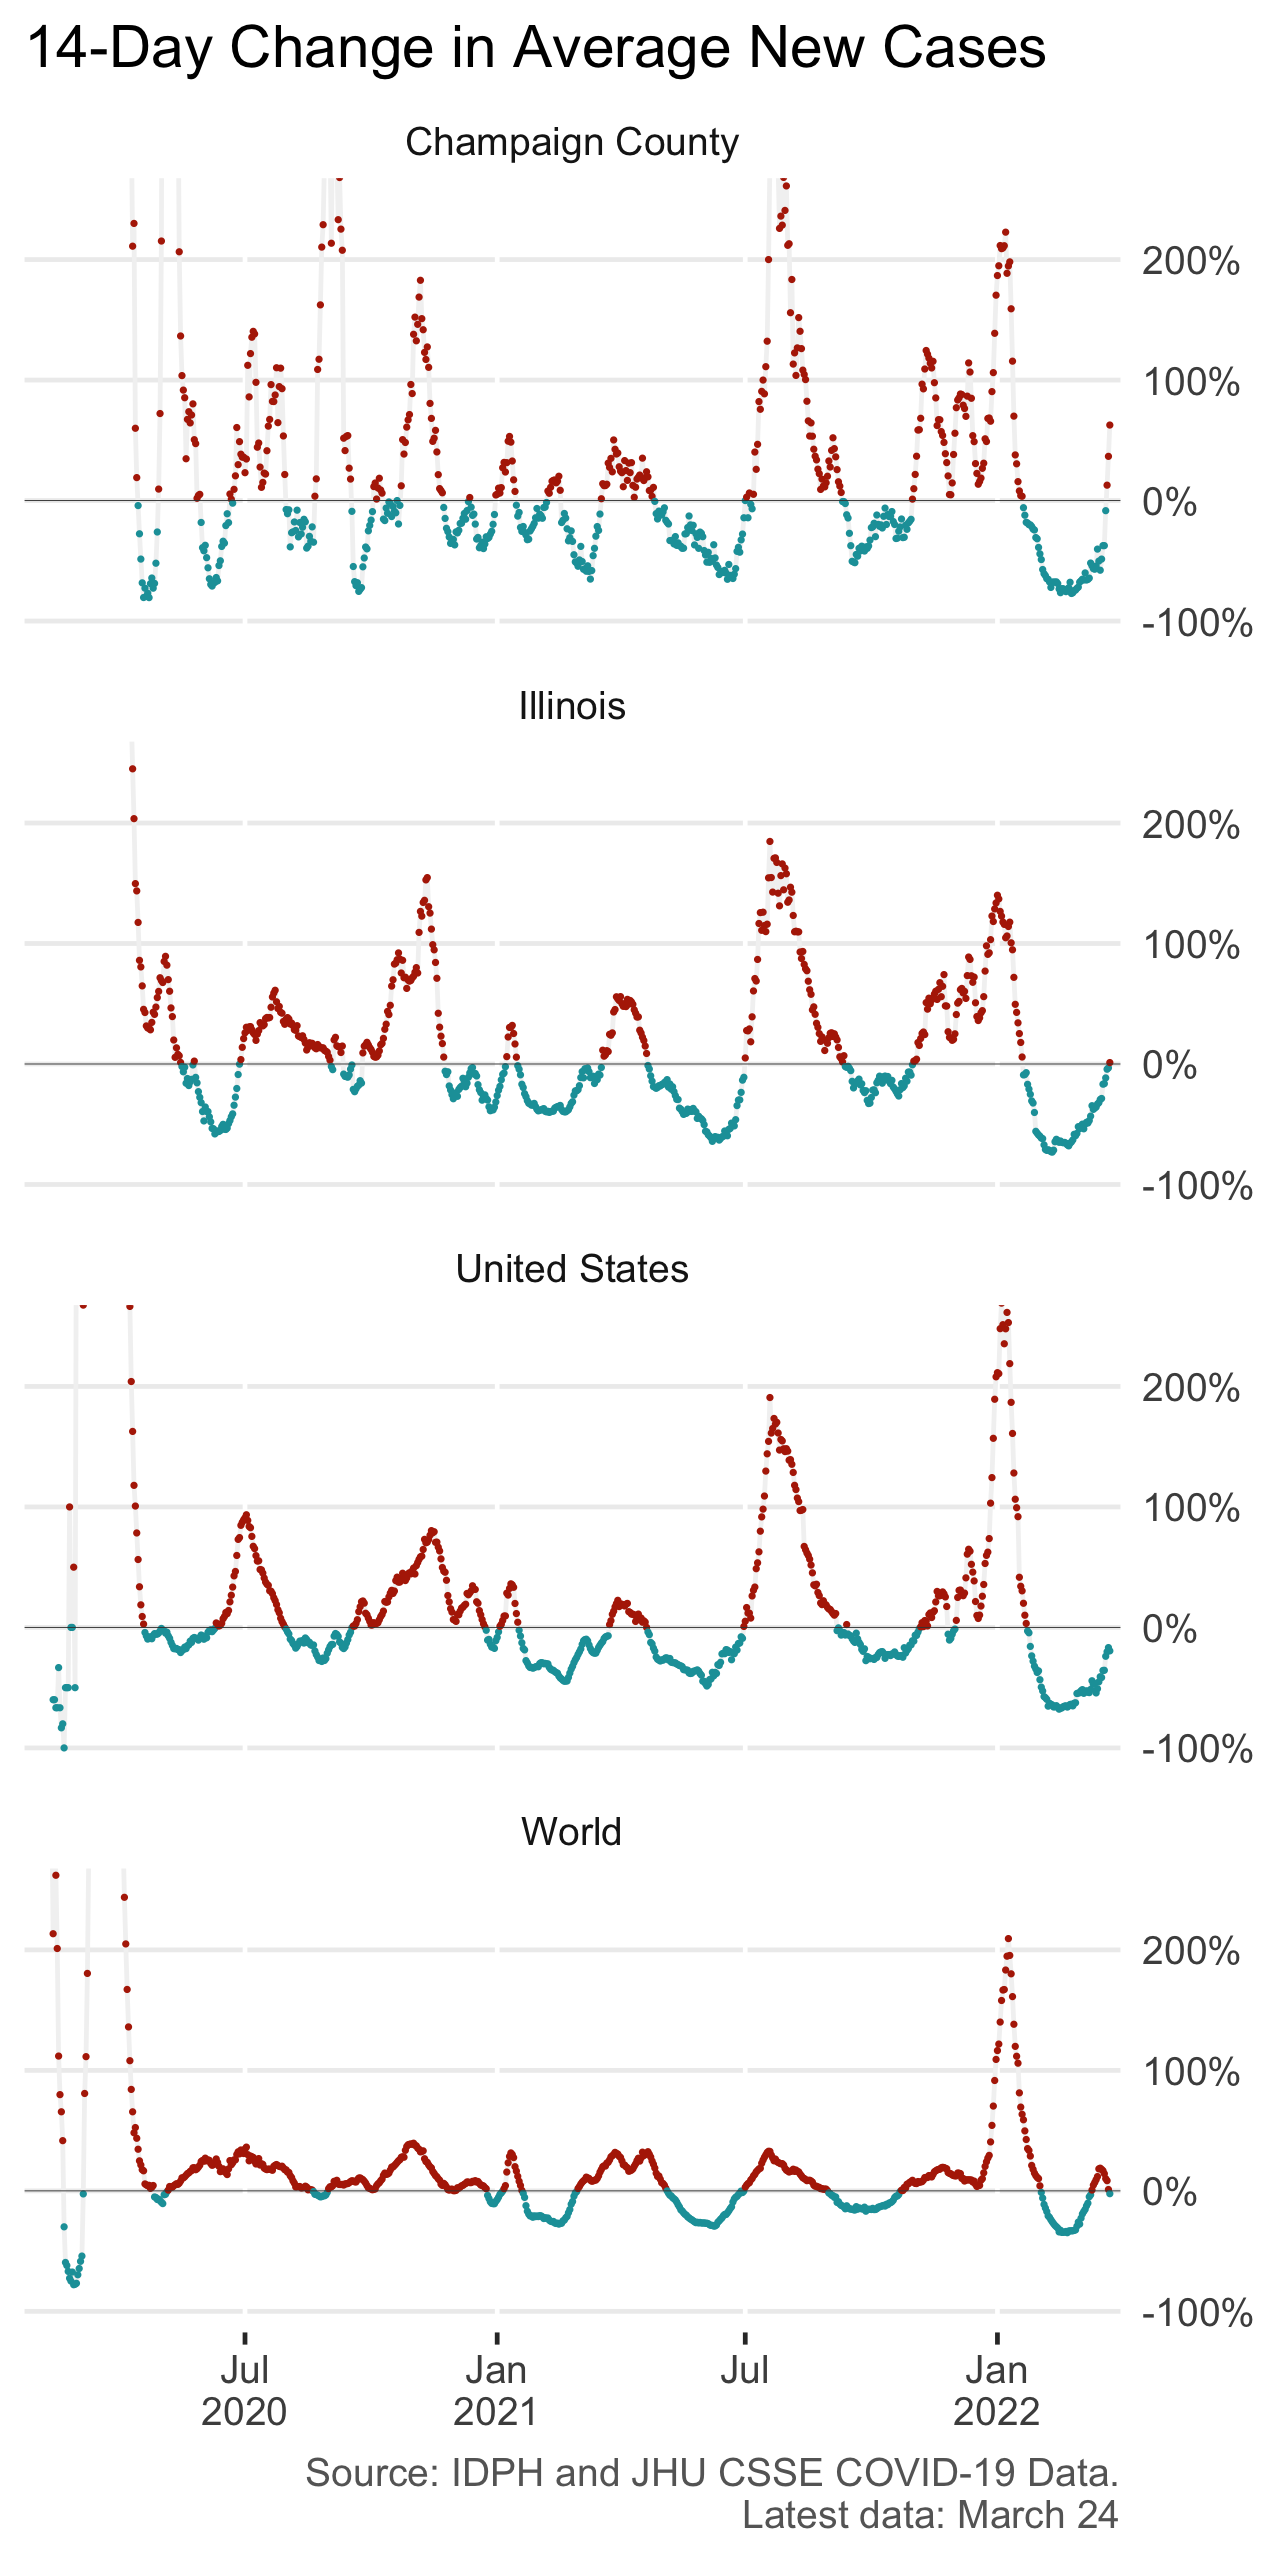 14-Day Change in Average New Cases
Champaign County
200%
100%
0%
-100%
Illinois
200%
100%
0%
-100%
United States
200%
100%
0%
-100%
World
200%
100%
0%
-100%
Jul
2020
Jan
2021
Jul
Jan
2022
Source: IDPH and JHU CSSE COVID-19 Data.
Latest data: March 24